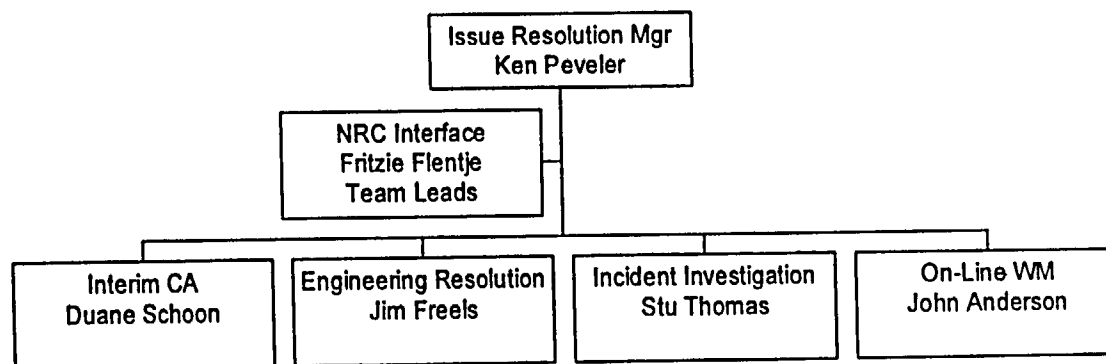 Issue Resolution Mgr
Ken Peveler
NRC Interface
Fritzie Flentje
Team Leads
Interim CA
Duane Schoon
Engineering Resolution
Jim Freels
Incident Investigation
Stu Thomas
On-Line WM
John Anderson